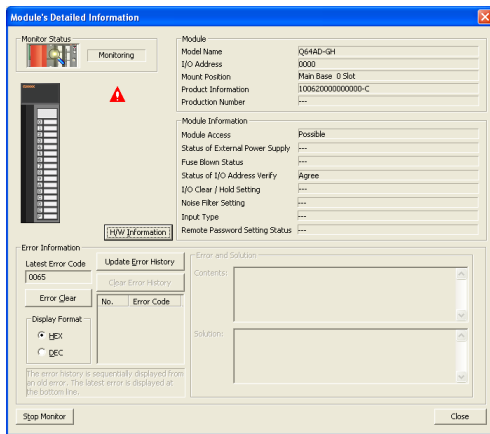 Module's Detailed Information
Monitor Status
Monitoring
Module
Model Name Q64AD-GH
I/O Address 0000
Mount Position Main Base 0 Slot
Product Information 100620000000000-C
Production Number ---
Module Information
Module Access Possible
Status of External Power Supply ---
Fuse Blown Status ---
Status of I/O Address Verify Agree
I/O Clear / Hold Setting ---
Noise Filter Setting ---
Input Type ---
Remote Password Setting Status ---
H/W Information
Error Information
Latest Error Code
0065
Update Error History
Clear Error History
Error Clear
No. Error Code
Display Format
HEX
DEC
The error history is sequentially displayed from
an old error. The latest error is displayed at
the bottom line.
Error and Solution
Contents:
Solution:
Stop Monitor
Close